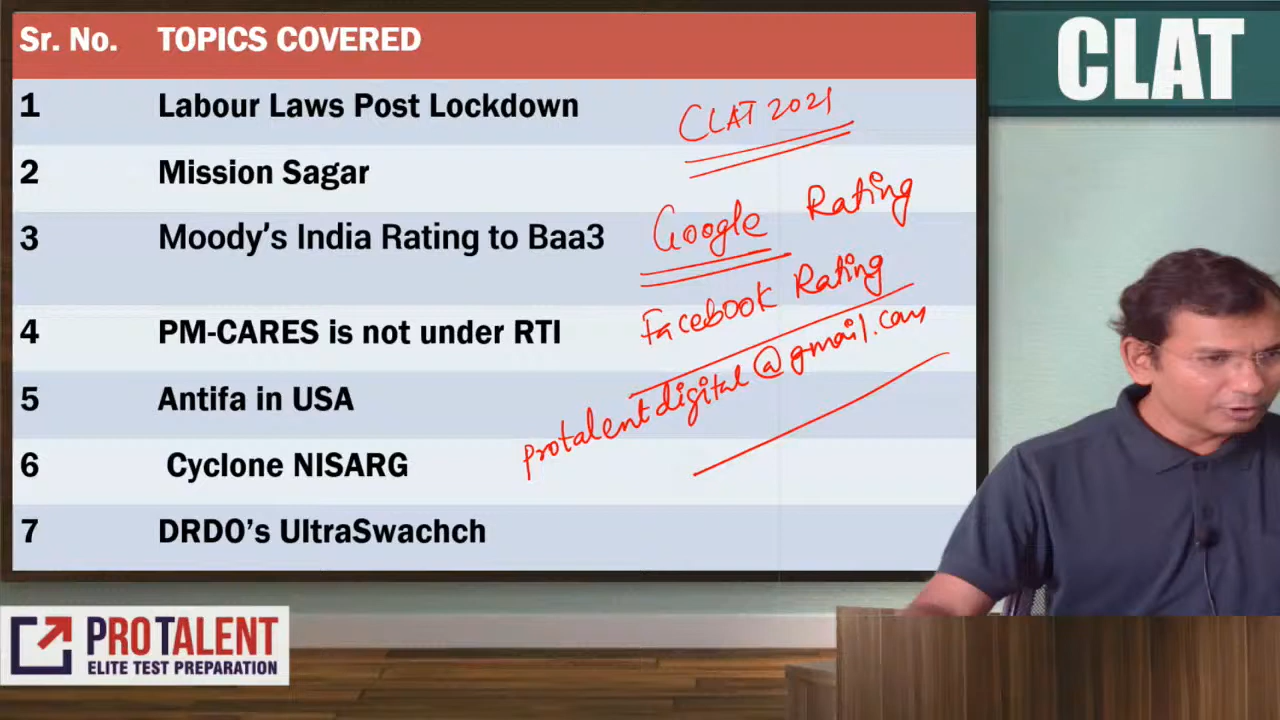 Sr. No. TOPICS COVERED
CLAT
1 Labour Laws Post Lockdown
CLAT 2021
2 Mission Sagar
3 Moody's India Rating to Baa3
Google Rating
Facebook Rating
4 PM-CARES is not under RTI
protalentdigital@gmail.com
5 Antifa in USA
6 Cyclone NISARG
7 DRDO's UltraSwachch
PROTALENT
ELITE TEST PREPARATION